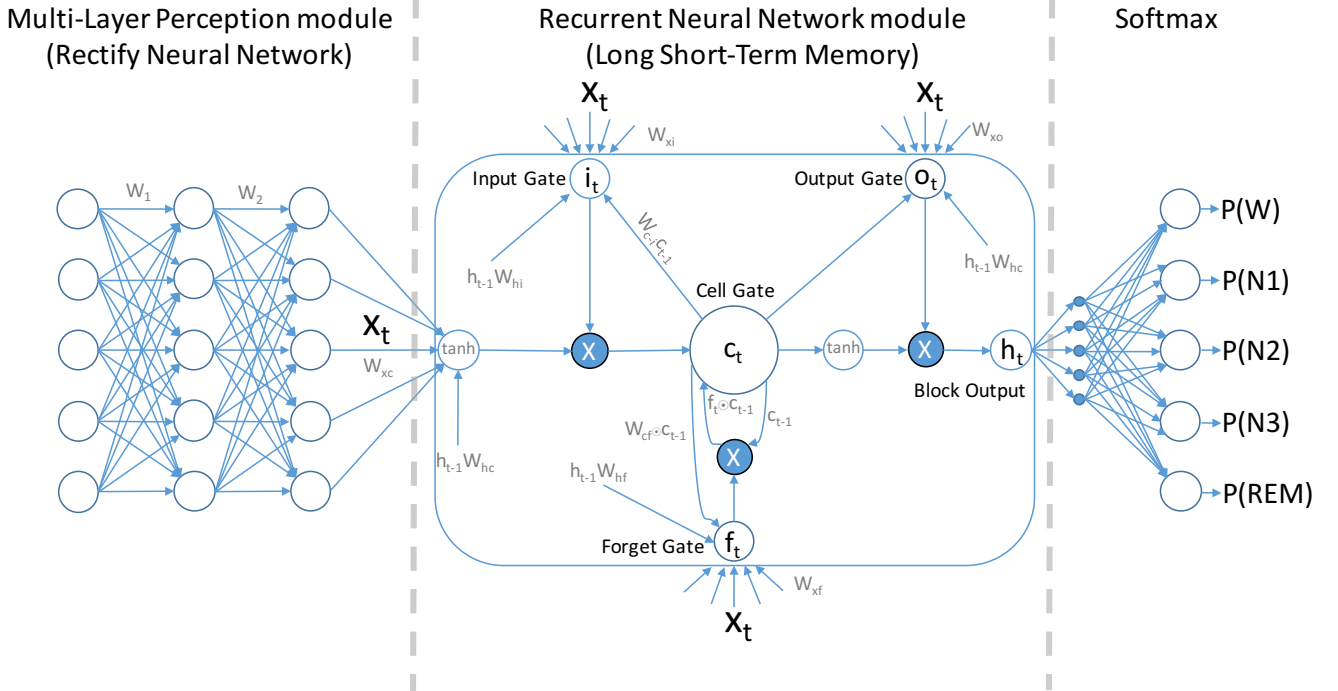 Multi-Layer Perception module
(Rectify Neural Network)
Recurrent Neural Network module
(Long Short-Term Memory)
Softmax
W₁
W₂
Xₜ
Wₓc
tanh
hₜ₋₁Whc
Xₜ
Wxi
Input Gate
iₜ
hₜ₋₁Whi
Wc-icₜ₋₁
X
Xₜ
Wxo
Output Gate
oₜ
hₜ₋₁Whc
Cell Gate
cₜ
tanh
X
hₜ
Block Output
fₜ⊙cₜ₋₁
cₜ₋₁
Wcf⊙cₜ₋₁
X
hₜ₋₁Whf
Forget Gate
fₜ
Wxf
Xₜ
P(W)
P(N1)
P(N2)
P(N3)
P(REM)